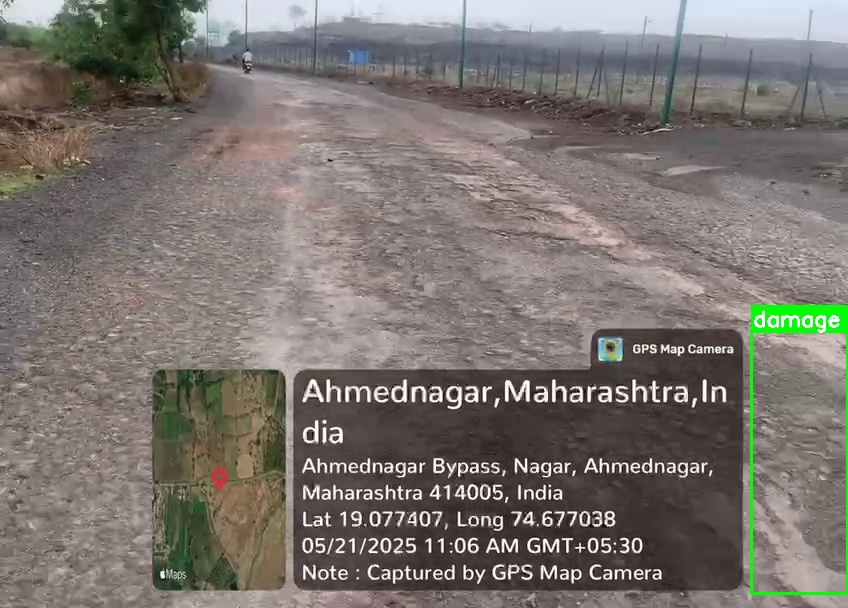 damage
GPS Map Camera
Ahmednagar,Maharashtra,In
dia
Ahmednagar Bypass, Nagar, Ahmednagar,
Maharashtra 414005, India
Lat 19.077407, Long 74.677038
05/21/2025 11:06 AM GMT+05:30
Note : Captured by GPS Map Camera
Maps